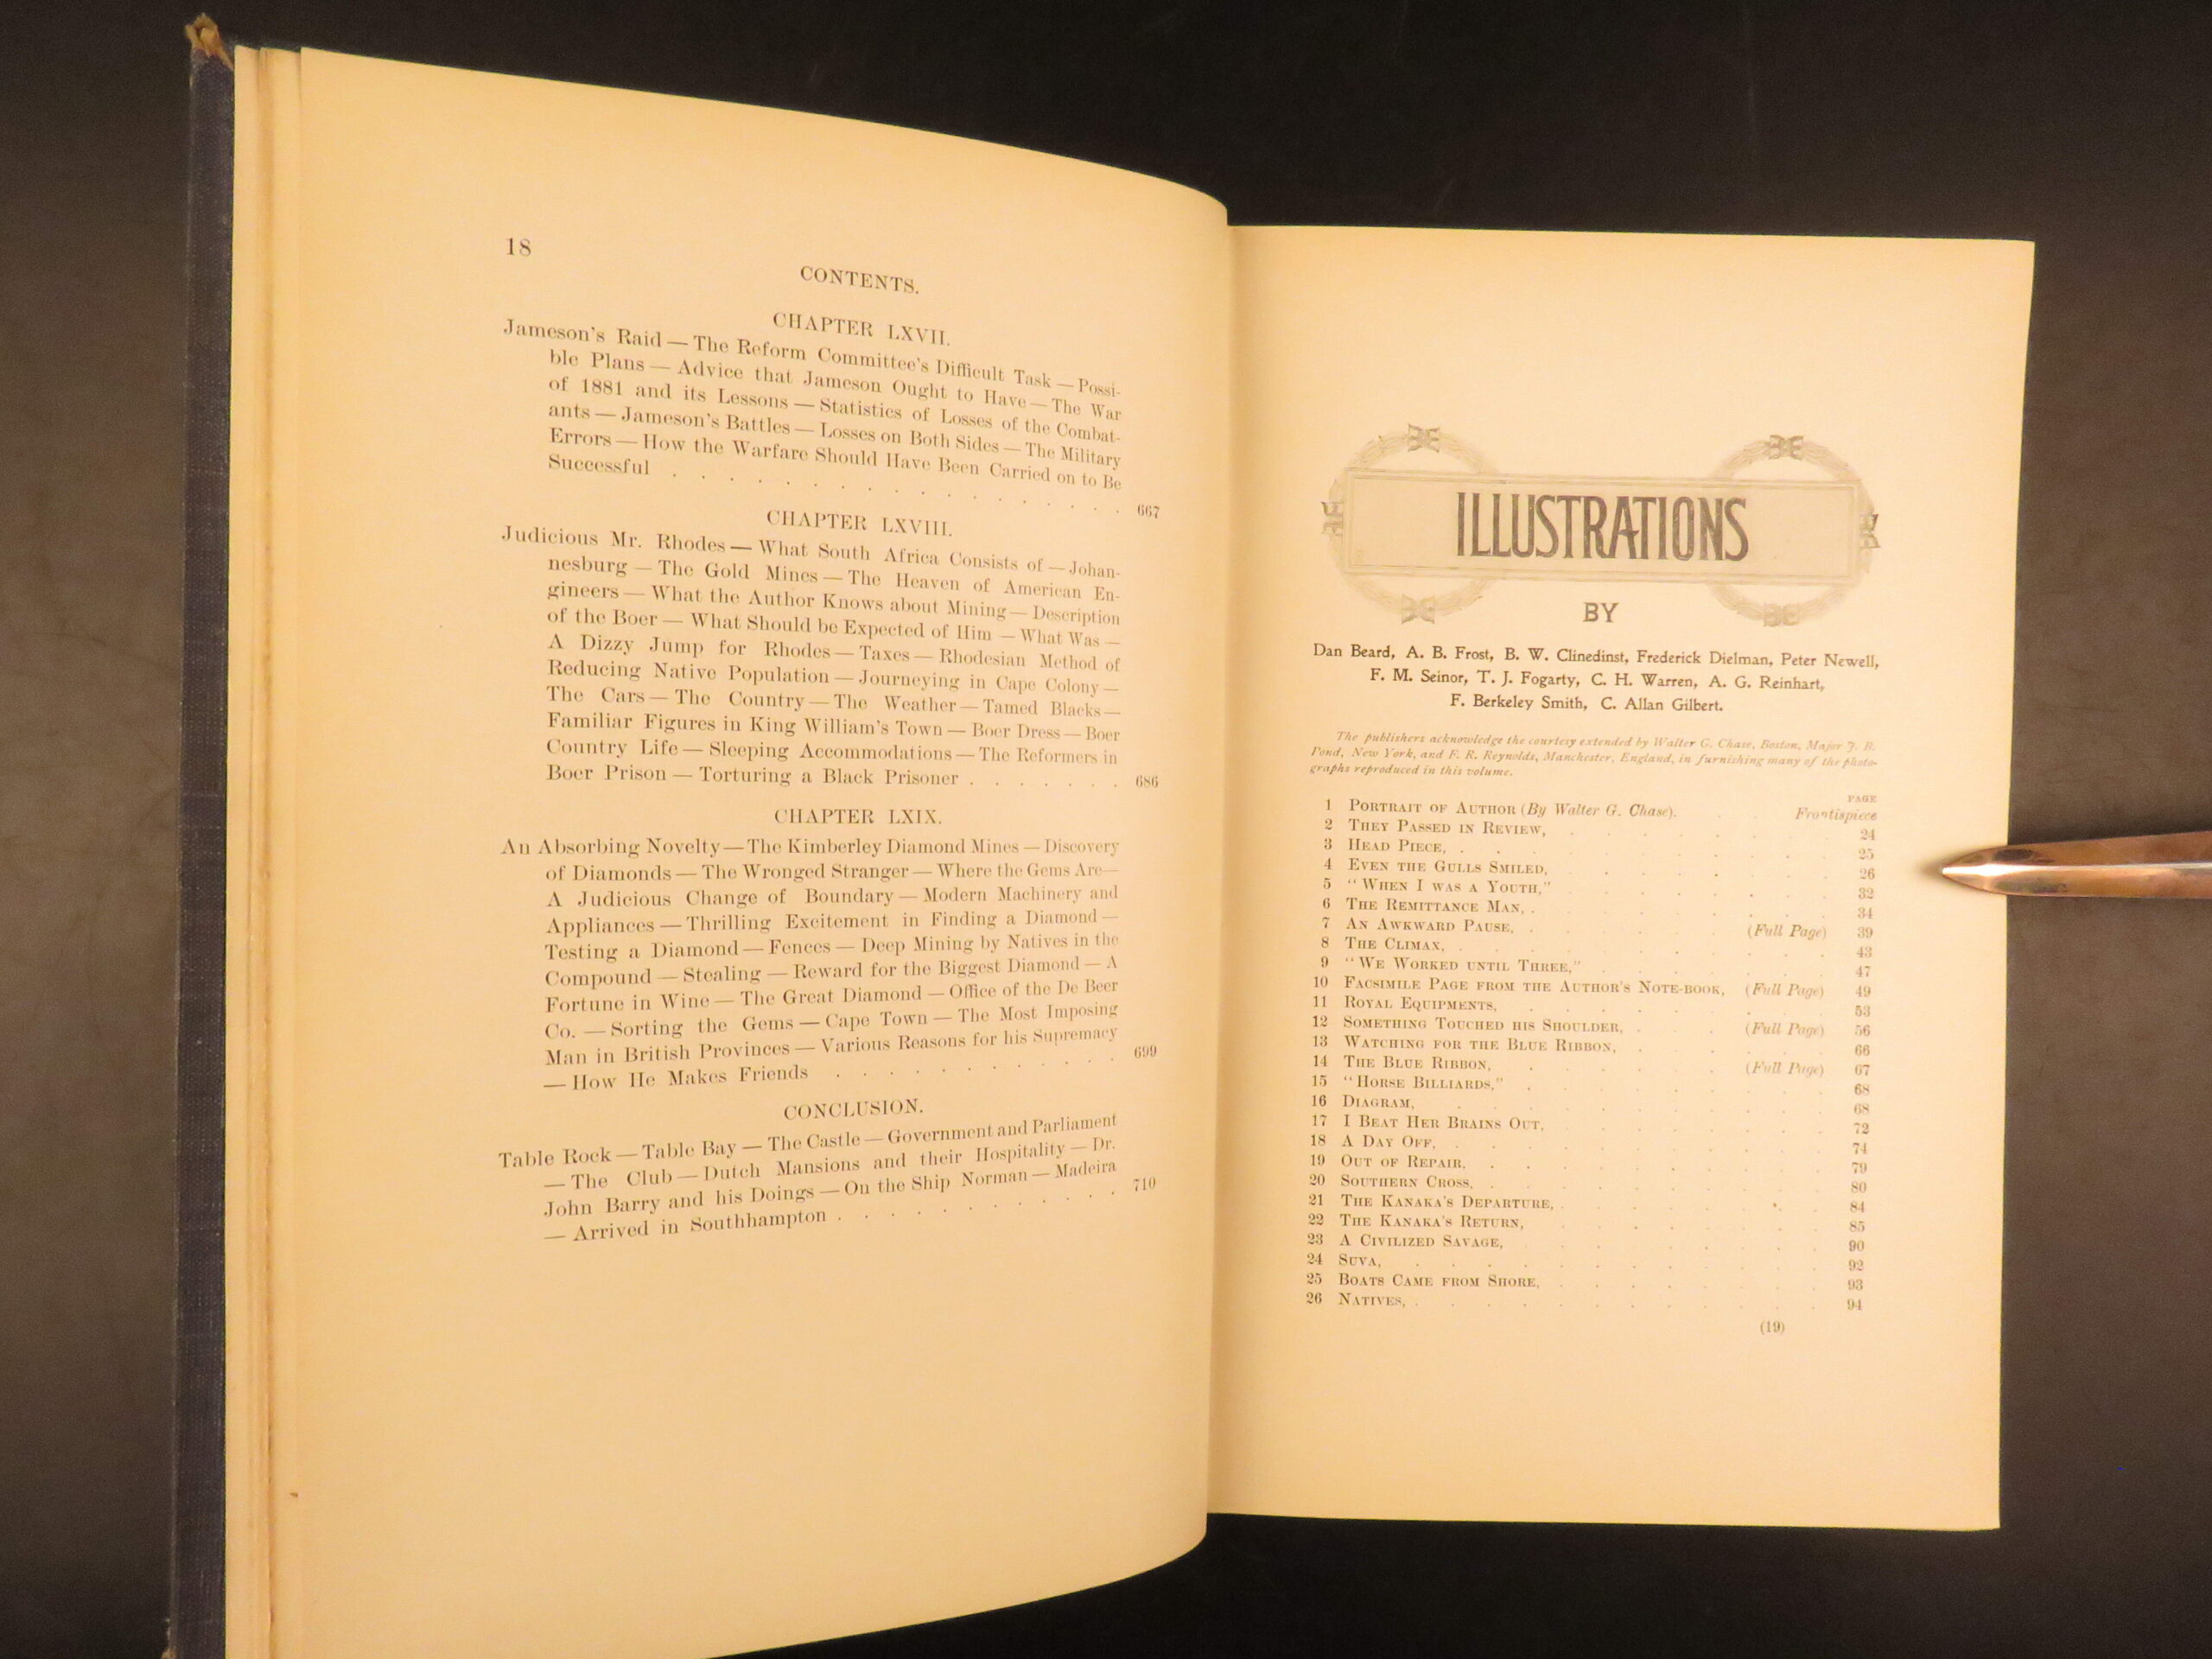 18
CONTENTS.
CHAPTER LXVII.
Jameson's Raid — The Reform Committee's Difficult Task — Possi-
ble Plans — Advice that Jameson Ought to Have — The War
of 1881 and its Lessons — Statistics of Losses of the Combat-
ants — Jameson's Battles — Losses on Both Sides — The Military
Errors — How the Warfare Should Have Been Carried on to Be
Successful . . . . . . . . . . . . . . . . . 667
CHAPTER LXVIII.
Judicious Mr. Rhodes — What South Africa Consists of — Johan-
nesburg — The Gold Mines — The Heaven of American En-
gineers — What the Author Knows about Mining — Description
of the Boer — What Should be Expected of Him — What Was —
A Dizzy Jump for Rhodes — Taxes — Rhodesian Method of
Reducing Native Population — Journeying in Cape Colony —
The Cars — The Country — The Weather — Tamed Blacks —
Familiar Figures in King William's Town — Boer Dress — Boer
Country Life — Sleeping Accommodations — The Reformers in
Boer Prison — Torturing a Black Prisoner . . . . . . . 686
CHAPTER LXIX.
An Absorbing Novelty — The Kimberley Diamond Mines — Discovery
of Diamonds — The Wronged Stranger — Where the Gems Are —
A Judicious Change of Boundary — Modern Machinery and
Appliances — Thrilling Excitement in Finding a Diamond —
Testing a Diamond — Fences — Deep Mining by Natives in the
Compound — Stealing — Reward for the Biggest Diamond — A
Fortune in Wine — The Great Diamond — Office of the De Beer
Co. — Sorting the Gems — Cape Town — The Most Imposing
Man in British Provinces — Various Reasons for his Supremacy
— How He Makes Friends . . . . . . . . . . . 699
CONCLUSION.
Table Rock — Table Bay — The Castle — Government and Parliament
— The Club — Dutch Mansions and their Hospitality — Dr.
John Barry and his Doings — On the Ship Norman — Madeira
— Arrived in Southhampton . . . . . . . . . . . 710
ILLUSTRATIONS
BY
Dan Beard, A. B. Frost, B. W. Clinedinst, Frederick Dielman, Peter Newell,
F. M. Seinor, T. J. Fogarty, C. H. Warren, A. G. Reinhart,
F. Berkeley Smith, C. Allan Gilbert.
The publishers acknowledge the courtesy extended by Walter G. Chase, Boston, Major J. B.
Pond, New York, and F. R. Reynolds, Manchester, England, in furnishing many of the photo-
graphs reproduced in this volume.
PAGE
1 PORTRAIT OF AUTHOR (By Walter G. Chase). . . Frontispiece
2 THEY PASSED IN REVIEW, 24
3 HEAD PIECE, 25
4 EVEN THE GULLS SMILED, 26
5 "WHEN I WAS A YOUTH," 32
6 THE REMITTANCE MAN, 34
7 AN AWKWARD PAUSE, (Full Page) 39
8 THE CLIMAX, 43
9 "WE WORKED UNTIL THREE," 47
10 FACSIMILE PAGE FROM THE AUTHOR'S NOTE-BOOK, (Full Page) 49
11 ROYAL EQUIPMENTS, 53
12 SOMETHING TOUCHED HIS SHOULDER, (Full Page) 56
13 WATCHING FOR THE BLUE RIBBON, 66
14 THE BLUE RIBBON, (Full Page) 67
15 "HORSE BILLIARDS," 68
16 DIAGRAM, 68
17 I BEAT HER BRAINS OUT, 72
18 A DAY OFF, 74
19 OUT OF REPAIR, 79
20 SOUTHERN CROSS, 80
21 THE KANAKA'S DEPARTURE, 84
22 THE KANAKA'S RETURN, 85
23 A CIVILIZED SAVAGE, 90
24 SUVA, 92
25 BOATS CAME FROM SHORE, 93
26 NATIVES, 94
(19)